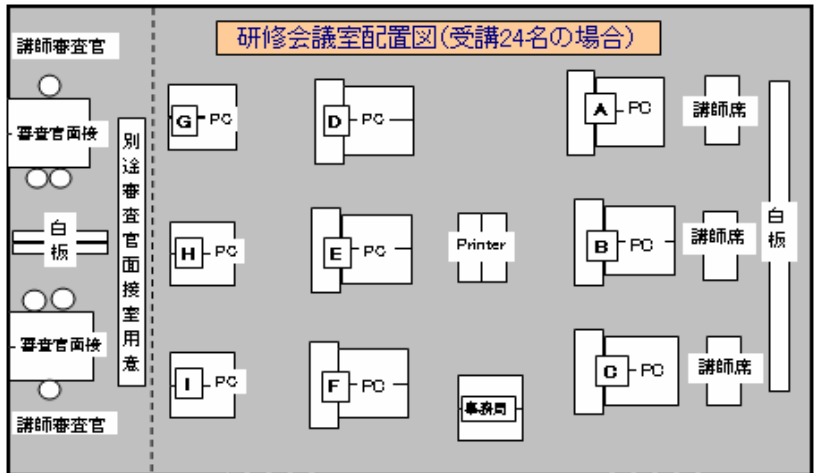 研修会議室配置図(受講24名の場合)
講師審査官
審査官面接
白板
審査官面接
講師審査官
別途審査官面接室用意
G PC
D PC
A PC
講師席
H PC
E PC
Printer
B PC
講師席
白板
I PC
F PC
事務局
C PC
講師席